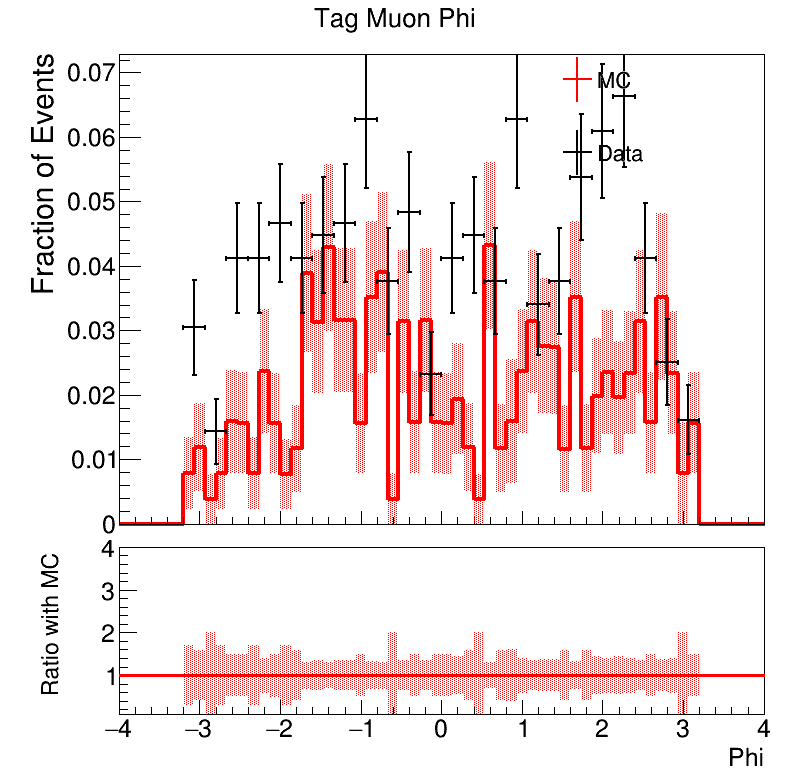 Tag Muon Phi
Fraction of Events
0.07
0.06
0.05
0.04
0.03
0.02
0.01
0
MC
Data
Ratio with MC
4
3
2
1
−4 −3 −2 −1 0 1 2 3 4
Phi